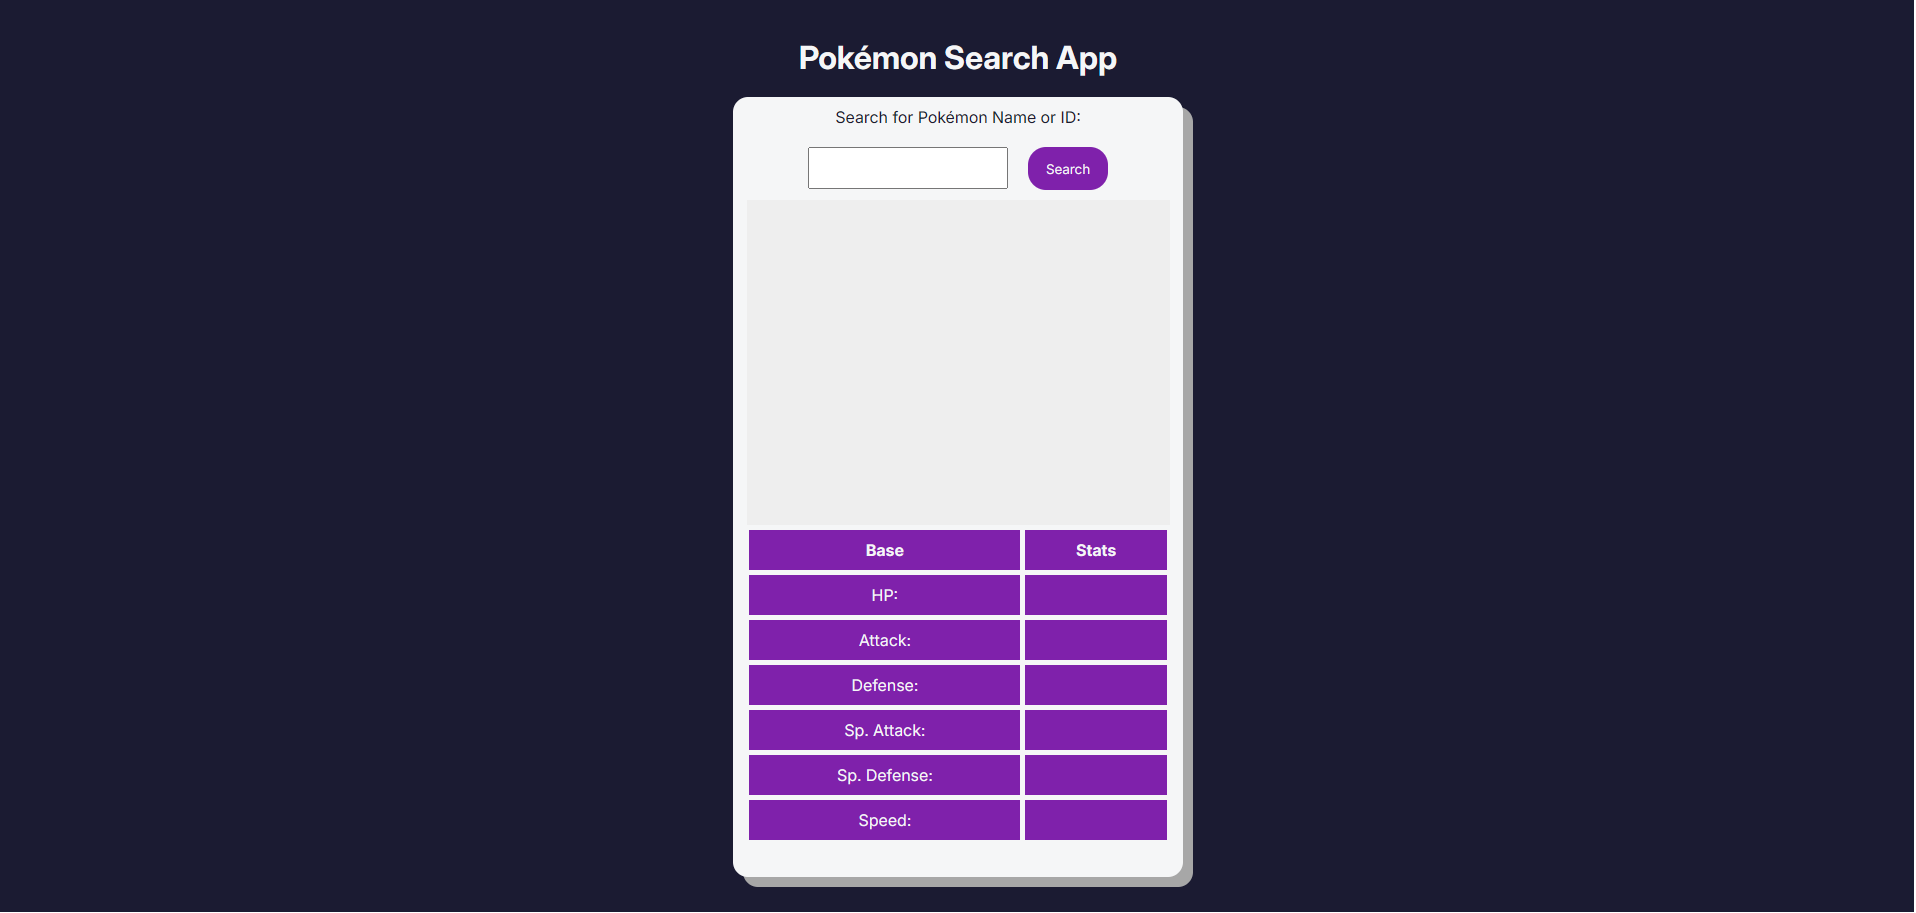 Pokémon Search App
Search for Pokémon Name or ID:
Search
Base Stats
HP:
Attack:
Defense:
Sp. Attack:
Sp. Defense:
Speed: